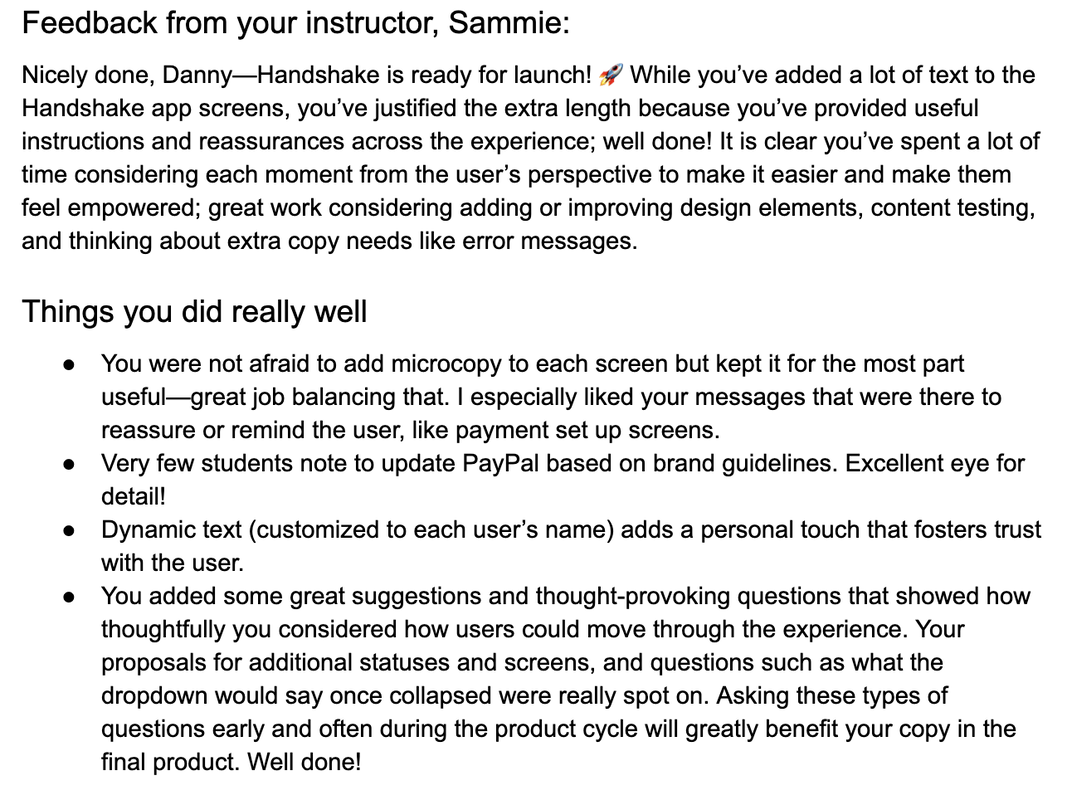 Feedback from your instructor, Sammie:
Nicely done, Danny—Handshake is ready for launch! 🚀 While you’ve added a lot of text to the
Handshake app screens, you’ve justified the extra length because you’ve provided useful
instructions and reassurances across the experience; well done! It is clear you’ve spent a lot of
time considering each moment from the user’s perspective to make it easier and make them
feel empowered; great work considering adding or improving design elements, content testing,
and thinking about extra copy needs like error messages.
Things you did really well
● You were not afraid to add microcopy to each screen but kept it for the most part
useful—great job balancing that. I especially liked your messages that were there to
reassure or remind the user, like payment set up screens.
● Very few students note to update PayPal based on brand guidelines. Excellent eye for
detail!
● Dynamic text (customized to each user’s name) adds a personal touch that fosters trust
with the user.
● You added some great suggestions and thought-provoking questions that showed how
thoughtfully you considered how users could move through the experience. Your
proposals for additional statuses and screens, and questions such as what the
dropdown would say once collapsed were really spot on. Asking these types of
questions early and often during the product cycle will greatly benefit your copy in the
final product. Well done!